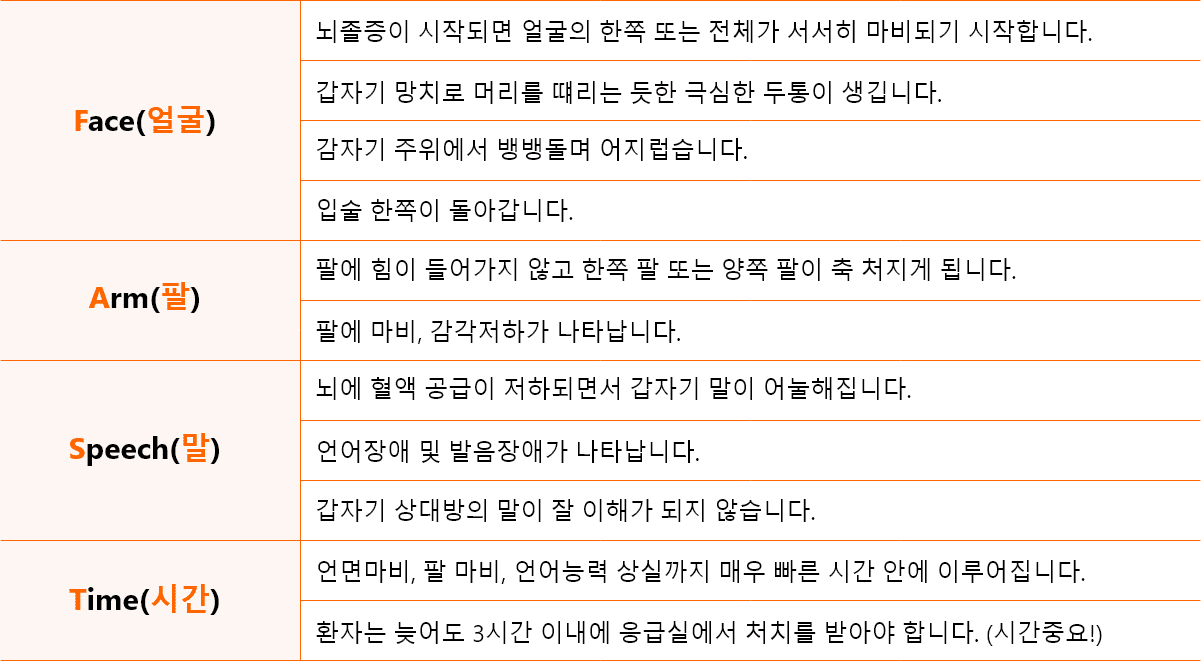 Face(얼굴)
뇌졸증이 시작되면 얼굴의 한쪽 또는 전체가 서서히 마비되기 시작합니다.
갑자기 망치로 머리를 떄리는 듯한 극심한 두통이 생깁니다.
감자기 주위에서 뱅뱅돌며 어지럽습니다.
입술 한쪽이 돌아갑니다.
Arm(팔)
팔에 힘이 들어가지 않고 한쪽 팔 또는 양쪽 팔이 축 처지게 됩니다.
팔에 마비, 감각저하가 나타납니다.
Speech(말)
뇌에 혈액 공급이 저하되면서 갑자기 말이 어눌해집니다.
언어장애 및 발음장애가 나타납니다.
갑자기 상대방의 말이 잘 이해가 되지 않습니다.
Time(시간)
언면마비, 팔 마비, 언어능력 상실까지 매우 빠른 시간 안에 이루어집니다.
환자는 늦어도 3시간 이내에 응급실에서 처치를 받아야 합니다. (시간중요!)